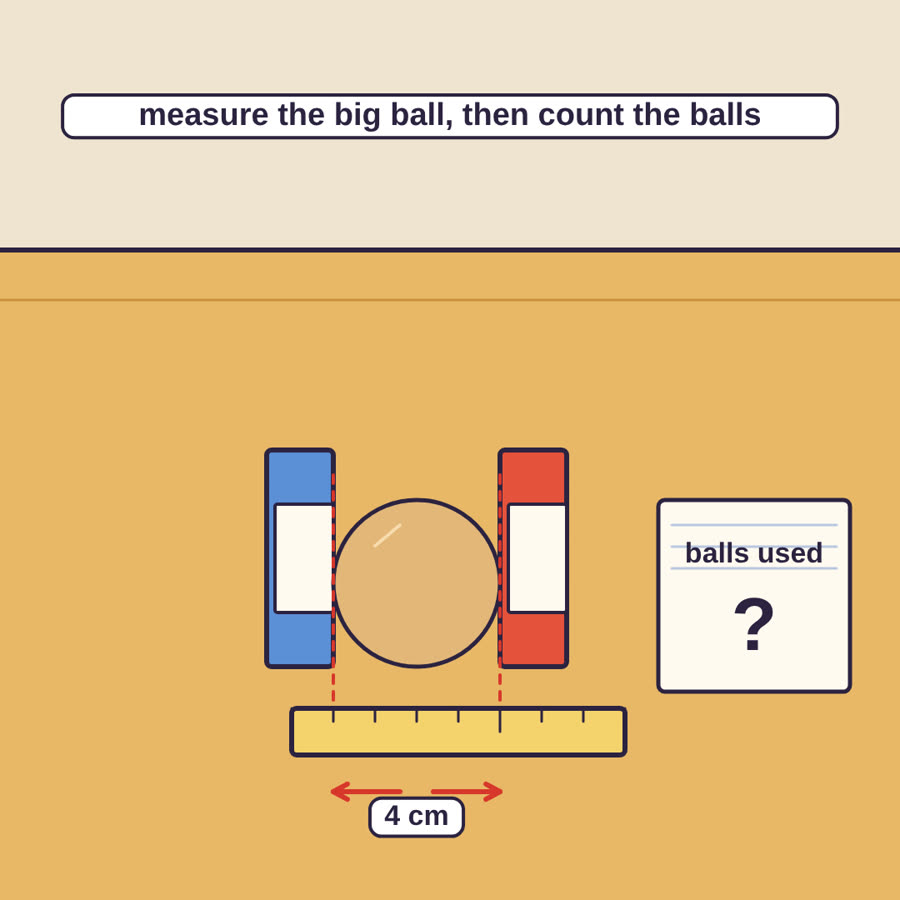 measure the big ball, then count the balls
balls used
?
4 cm